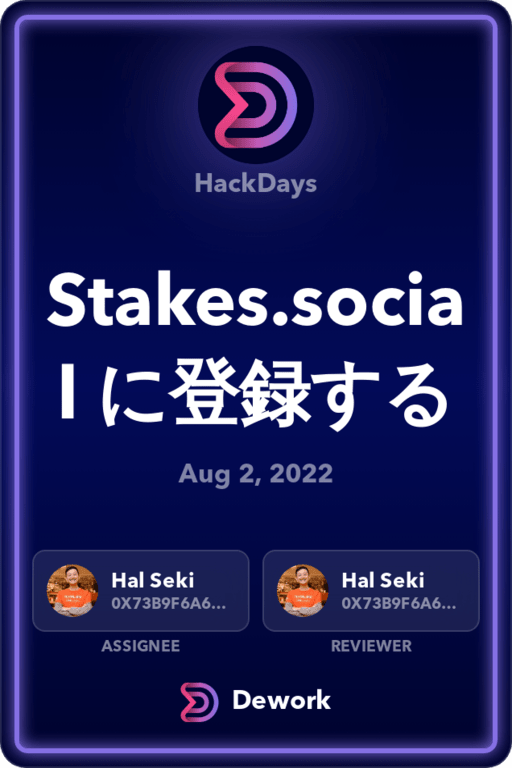 HackDays
Stakes.socia
l に登録する
Aug 2, 2022
Hal Seki
0X73B9F6A6...
ASSIGNEE
Hal Seki
0X73B9F6A6...
REVIEWER
Dework